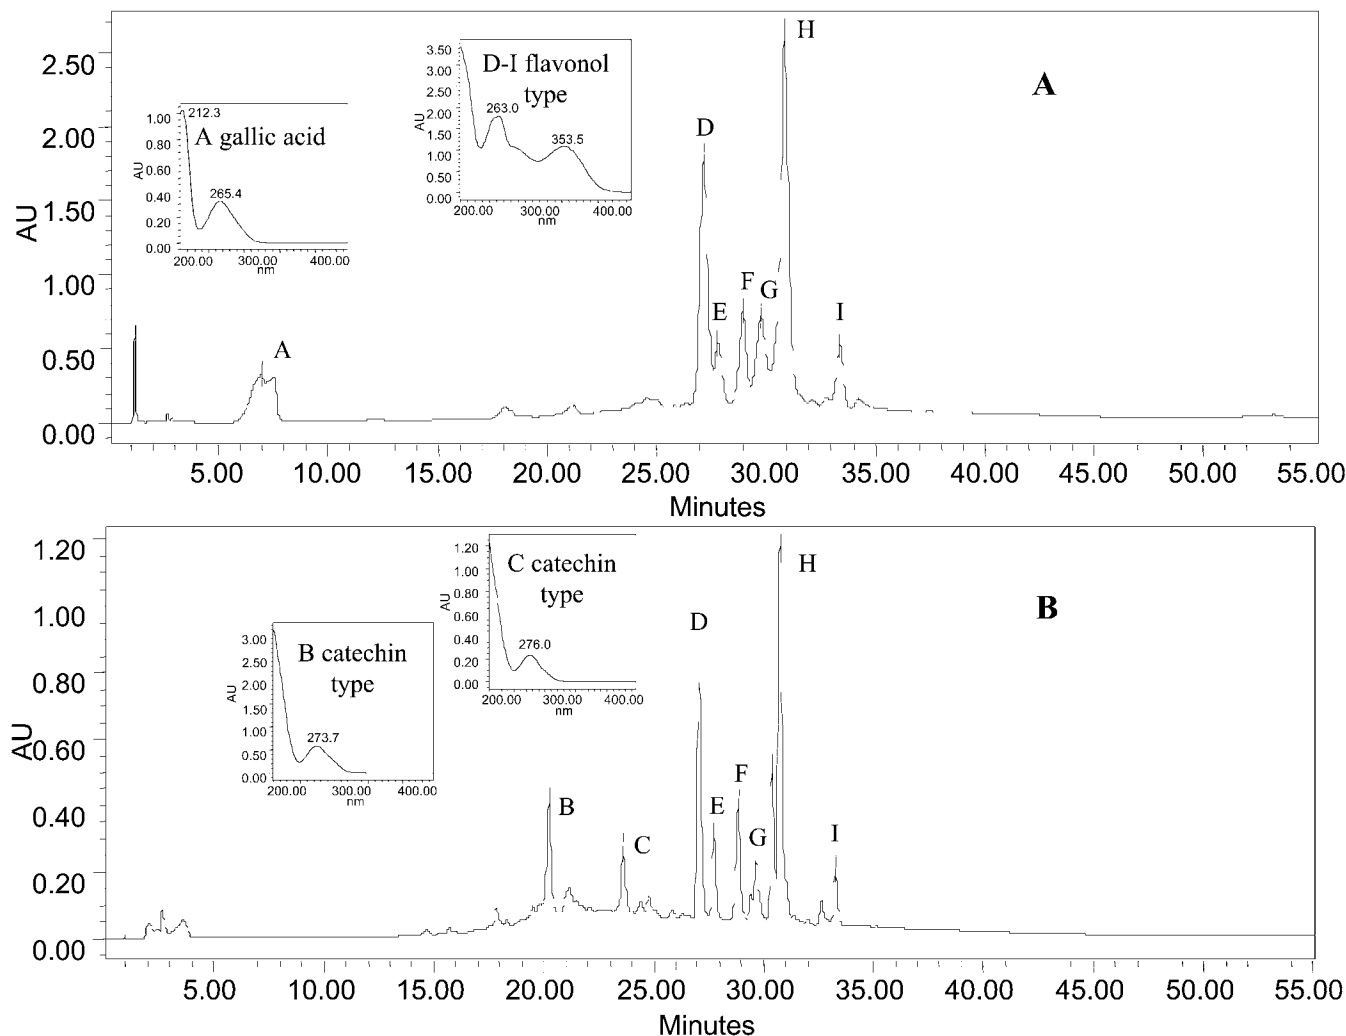 2.50
2.00
1.50
1.00
0.50
0.00
AU
A gallic acid
212.3
265.4
1.00
0.80
0.60
0.40
0.20
0.00
AU
200.00 300.00 400.00
nm
D-I flavonol
type
263.0
353.5
3.50
3.00
2.50
2.00
1.50
1.00
0.50
0.00
AU
200.00 300.00 400.00
nm
A
A
D
E
F
G
H
I
5.00 10.00 15.00 20.00 25.00 30.00 35.00 40.00 45.00 50.00 55.00
Minutes
1.20
1.00
0.80
0.60
0.40
0.20
0.00
AU
B catechin
type
273.7
3.00
2.50
2.00
1.50
1.00
0.50
0.00
AU
200.00 300.00 400.00
nm
C catechin
type
276.0
1.20
1.00
0.80
0.60
0.40
0.20
0.00
AU
200.00 300.00 400.00
nm
B
B
C
D
E
F
G
H
I
5.00 10.00 15.00 20.00 25.00 30.00 35.00 40.00 45.00 50.00 55.00
Minutes